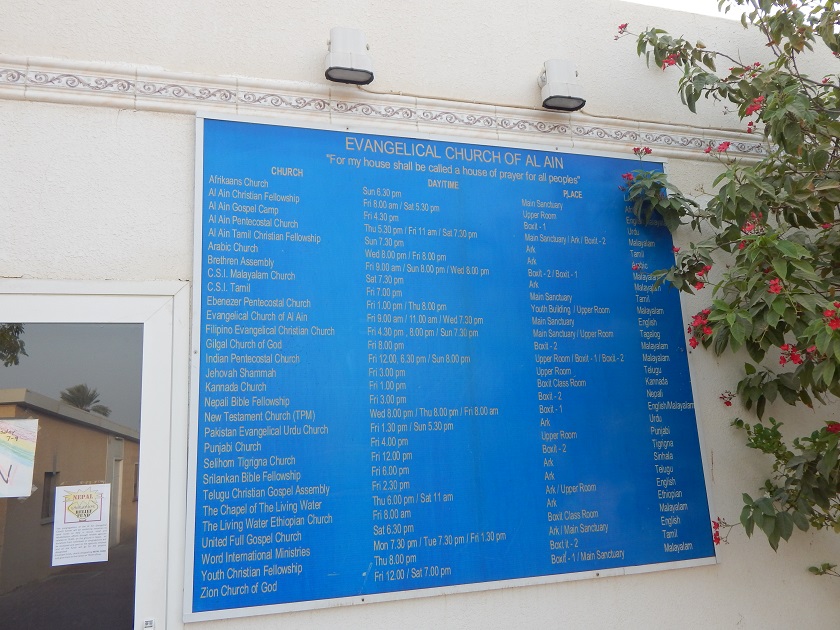 EVANGELICAL CHURCH OF AL AIN
"For my house shall be called a house of prayer for all peoples"
CHURCH DAY/TIME PLACE
Afrikaans Church Sun 6.30 pm Main Sanctuary
Al Ain Christian Fellowship Fri 8.00 am / Sat 5.30 pm Upper Room
Al Ain Gospel Camp Fri 4.30 pm Boxit - 1 Urdu
Al Ain Pentecostal Church Thu 5.30 pm / Fri 11 am / Sat 7.30 pm Main Sanctuary / Ark / Boxit - 2 Malayalam
Al Ain Tamil Christian Fellowship Sun 7.30 pm Ark Tamil
Arabic Church Wed 8.00 pm / Fri 8.00 pm Ark Arabic
Brethren Assembly Fri 9.00 am / Sun 8.00 pm / Wed 8.00 pm Boxit - 2 / Boxit - 1 Malayalam
C.S.I. Malayalam Church Sat 7.30 pm Ark Malayalam
C.S.I. Tamil Fri 7.00 pm Main Sanctuary Tamil
Ebenezer Pentecostal Church Fri 1.00 pm / Thu 8.00 pm Youth Building / Upper Room Malayalam
Evangelical Church of Al Ain Fri 9.00 am / 11.00 am / Wed 7.30 pm Main Sanctuary English
Filipino Evangelical Christian Church Fri 4.30 pm , 8.00 pm / Sun 7.30 pm Main Sanctuary / Upper Room Tagalog
Gilgal Church of God Fri 8.00 pm Boxit - 2 Malayalam
Indian Pentecostal Church Fri 12.00, 6.30 pm / Sun 8.00 pm Upper Room / Boxit - 1 / Boxit - 2 Malayalam
Jehovah Shammah Fri 3.00 pm Upper Room Telugu
Kannada Church Fri 1.00 pm Boxit Class Room Kannada
Nepali Bible Fellowship Fri 3.00 pm Boxit - 2 Nepali
New Testament Church (TPM) Wed 8.00 pm / Thu 8.00 pm / Fri 8.00 am Boxit - 1 English/Malayalam
Pakistan Evangelical Urdu Church Fri 1.30 pm / Sun 5.30 pm Ark Urdu
Punjabi Church Fri 4.00 pm Upper Room Punjabi
Selihom Tigrigna Church Fri 12.00 pm Boxit - 2 Tigrigna
Srilankan Bible Fellowship Fri 6.00 pm Ark Sinhala
Telugu Christian Gospel Assembly Fri 2.30 pm Ark Telugu
The Chapel of The Living Water Thu 6.00 pm / Sat 11 am Ark / Upper Room English
The Living Water Ethiopian Church Fri 8.00 am Ark Ethiopian
United Full Gospel Church Sat 6.30 pm Boxit Class Room Malayalam
Word International Ministries Mon 7.30 pm / Tue 7.30 pm / Fri 1.30 pm Ark / Main Sanctuary English
Youth Christian Fellowship Thu 8.00 pm Boxt it - 2 Tamil
Zion Church of God Fri 12.00 / Sat 7.00 pm Boxit - 1 / Main Sanctuary Malayalam
NEPAL